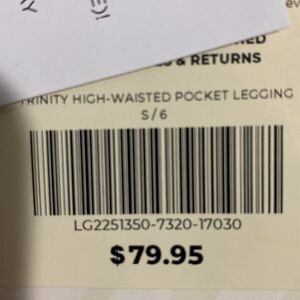 & RETURNS
TRINITY HIGH-WAISTED POCKET LEGGING
S / 6
LG2251350-7320-17030
$79.95